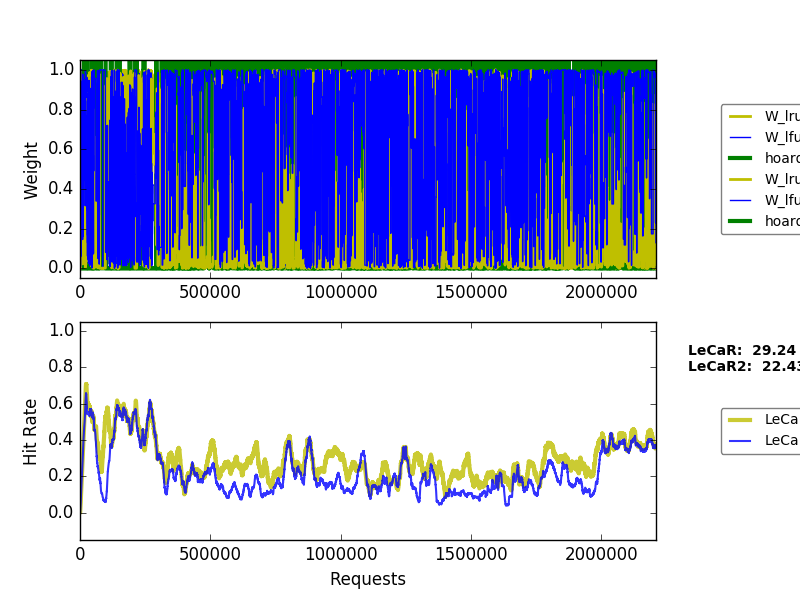 1.0
0.8
0.6
0.4
0.2
0.0
Weight
0 500000 1000000 1500000 2000000
W_lru
W_lfu
hoard
W_lru
W_lfu
hoard
1.0
0.8
0.6
0.4
0.2
0.0
Hit Rate
0 500000 1000000 1500000 2000000
Requests
LeCaR: 29.24
LeCaR2: 22.43
LeCa
LeCa